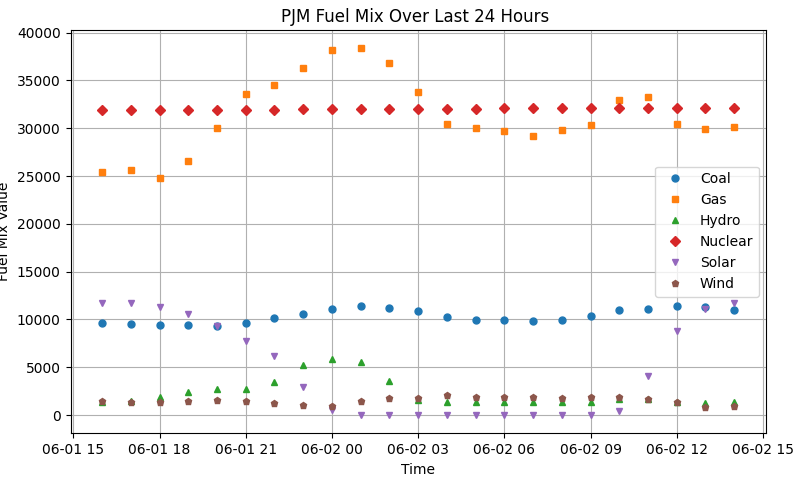 PJM Fuel Mix Over Last 24 Hours
40000
35000
30000
25000
20000
15000
10000
5000
0
Fuel Mix Value
Coal
Gas
Hydro
Nuclear
Solar
Wind
06-01 15 06-01 18 06-01 21 06-02 00 06-02 03 06-02 06 06-02 09 06-02 12 06-02 15
Time